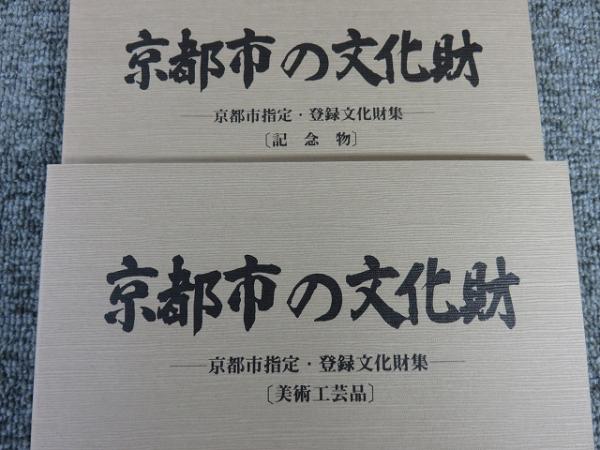 京都市の文化財
―京都市指定・登録文化財集―
〔記念物〕
京都市の文化財
―京都市指定・登録文化財集―
〔美術工芸品〕